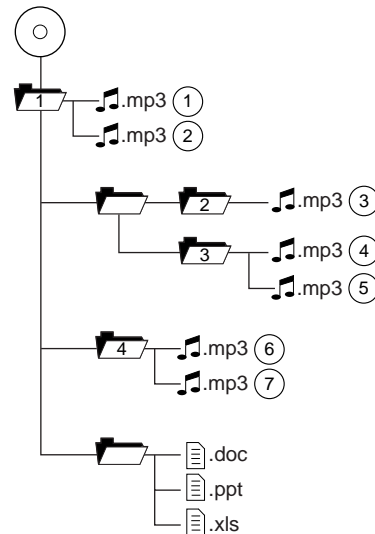 1 .mp3 1
.mp3 2
2 .mp3 3
3 .mp3 4
.mp3 5
4 .mp3 6
.mp3 7
.doc
.ppt
.xls